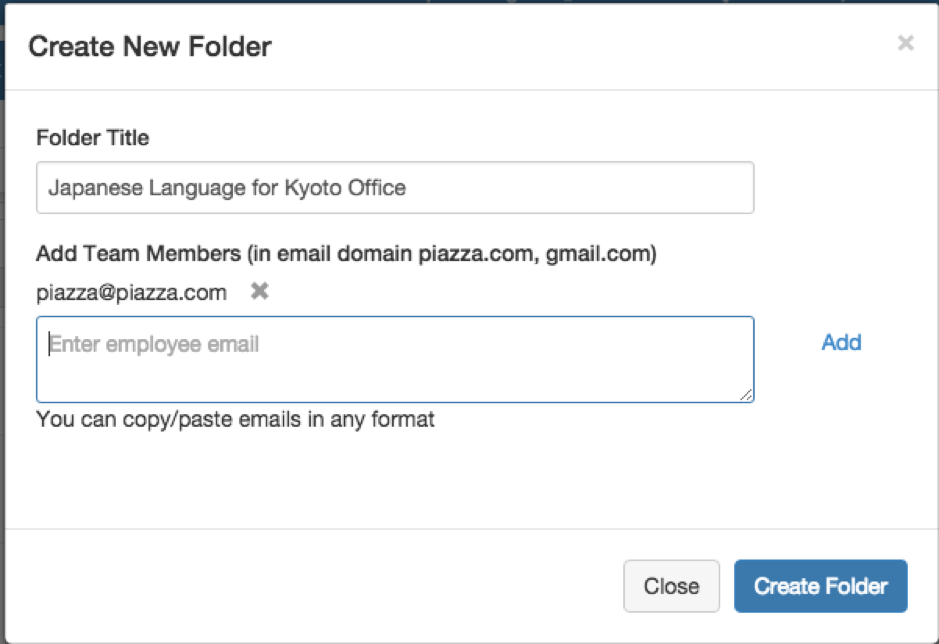 Create New Folder
×
Folder Title
Japanese Language for Kyoto Office
Add Team Members (in email domain piazza.com, gmail.com)
piazza@piazza.com ✖
Enter employee email
Add
You can copy/paste emails in any format
Close
Create Folder